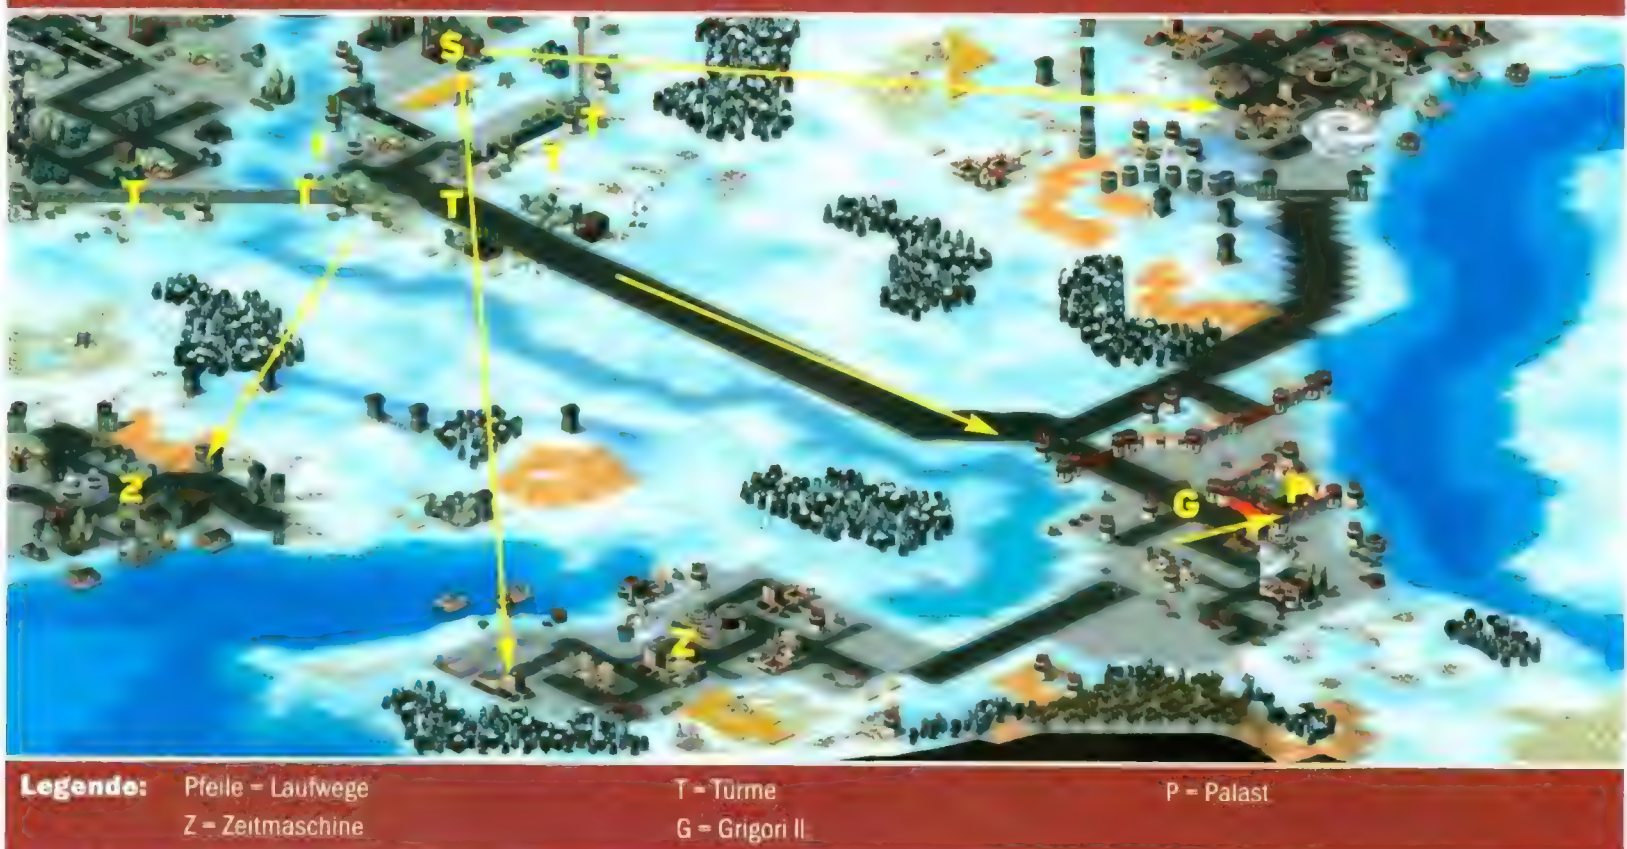 S
T
T
T
T
T
Z
G
P
Z
Legende:
Pfeile = Laufwege
T = Türme
P = Palast
Z = Zeitmaschine
G = Grigori II